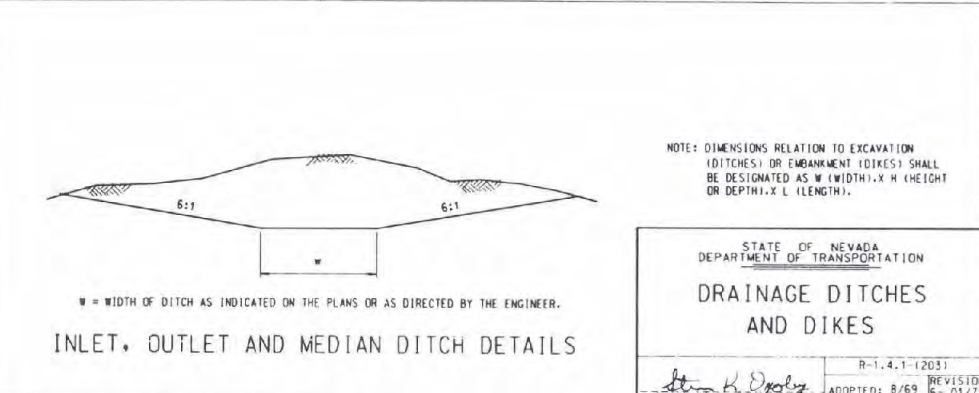 NOTE: DIMENSIONS RELATION TO EXCAVATION
(DITCHES) OR EMBANKMENT (DIKES) SHALL
BE DESIGNATED AS W (WIDTH).X H (HEIGHT
OR DEPTH).X L (LENGTH).
6:1
6:1
W
W = WIDTH OF DITCH AS INDICATED ON THE PLANS OR AS DIRECTED BY THE ENGINEER.
INLET, OUTLET AND MEDIAN DITCH DETAILS
STATE OF NEVADA
DEPARTMENT OF TRANSPORTATION
DRAINAGE DITCHES
AND DIKES
R-1.4.1-(203)
ADOPTED: 8/69